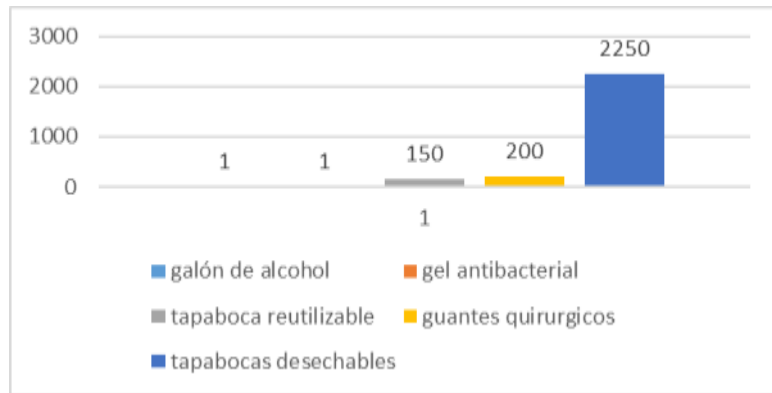 3000
2250
2000
1000
1 1 150 200
0
1
galón de alcohol gel antibacterial
tapaboca reutilizable guantes quirurgicos
tapabocas desechables